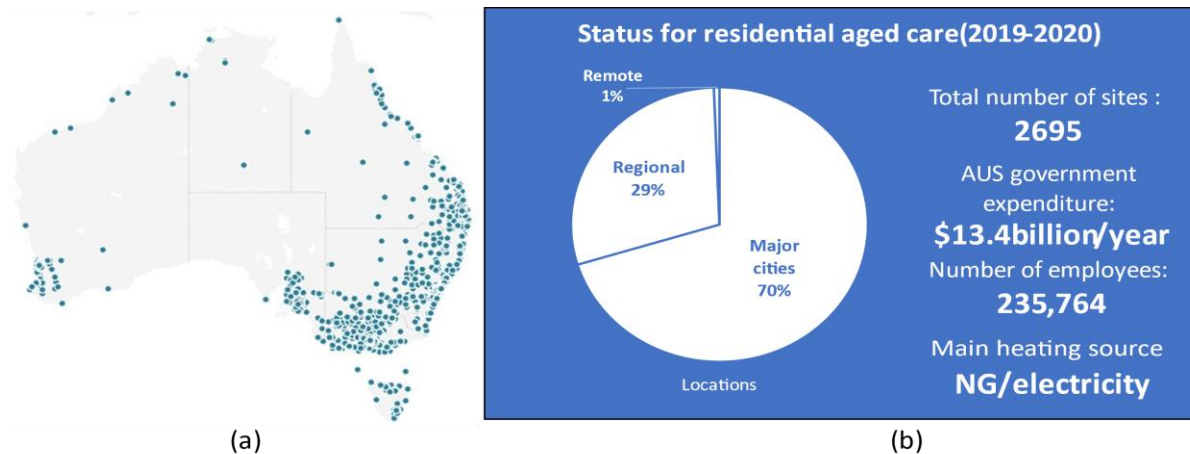 Status for residential aged care(2019-2020)
Remote
1%
Regional
29%
Major
cities
70%
Locations
Total number of sites :
2695
AUS government
expenditure:
$13.4billion/year
Number of employees:
235,764
Main heating source
NG/electricity
(a)
(b)